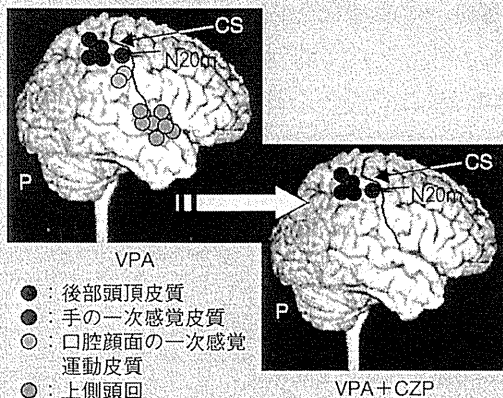 CS
N20m
P
VPA
CS
N20m
P
VPA+CZP
●：後部頭頂皮質
●：手の一次感覚皮質
○：口腔顔面の一次感覚
運動皮質
○：上側頭回